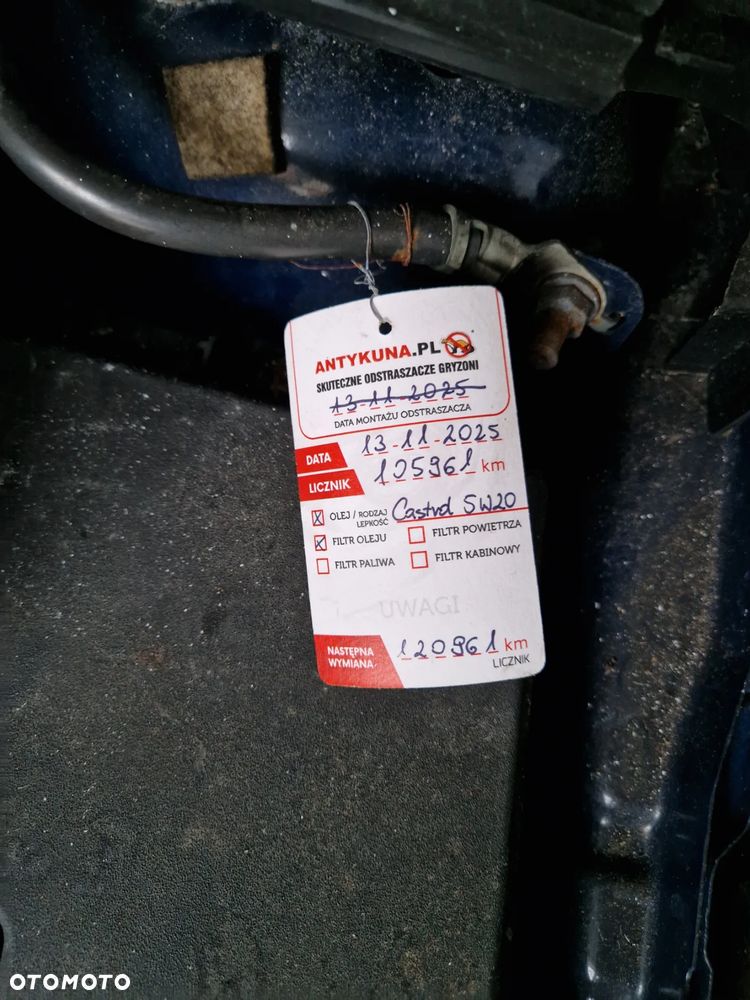 ANTYKUNA.PL
SKUTECZNE ODSTRASZACZE GRYZONI
13-11-2025
DATA MONTAŻU ODSTRASZACZA
DATA 13-11-2025
LICZNIK 105961 km
X OLEJ / RODZAJ LEPKOŚĆ Castrol 5W20
X FILTR OLEJU FILTR POWIETRZA
FILTR PALIWA FILTR KABINOWY
UWAGI
NASTĘPNA WYMIANA 120961 km
LICZNIK
OTOMOTO